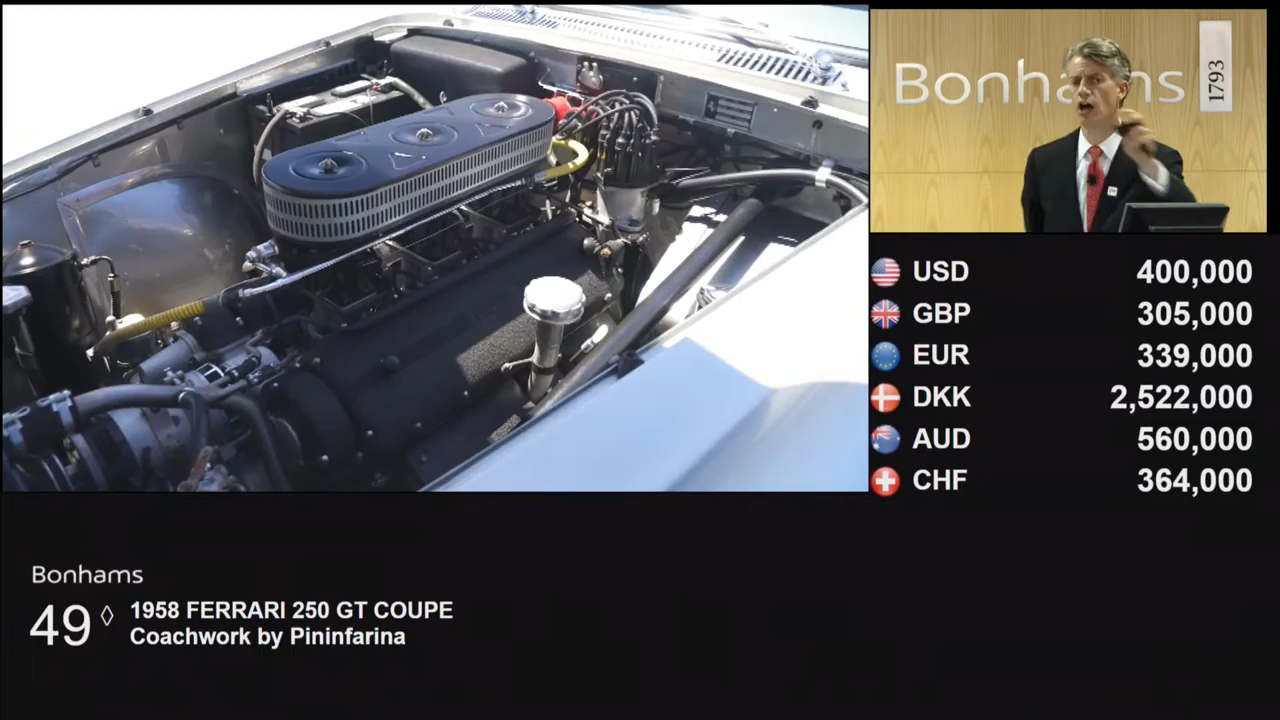 Bonhams
1793
USD 400,000
GBP 305,000
EUR 339,000
DKK 2,522,000
AUD 560,000
CHF 364,000
Bonhams
49 ◊ 1958 FERRARI 250 GT COUPE
Coachwork by Pininfarina